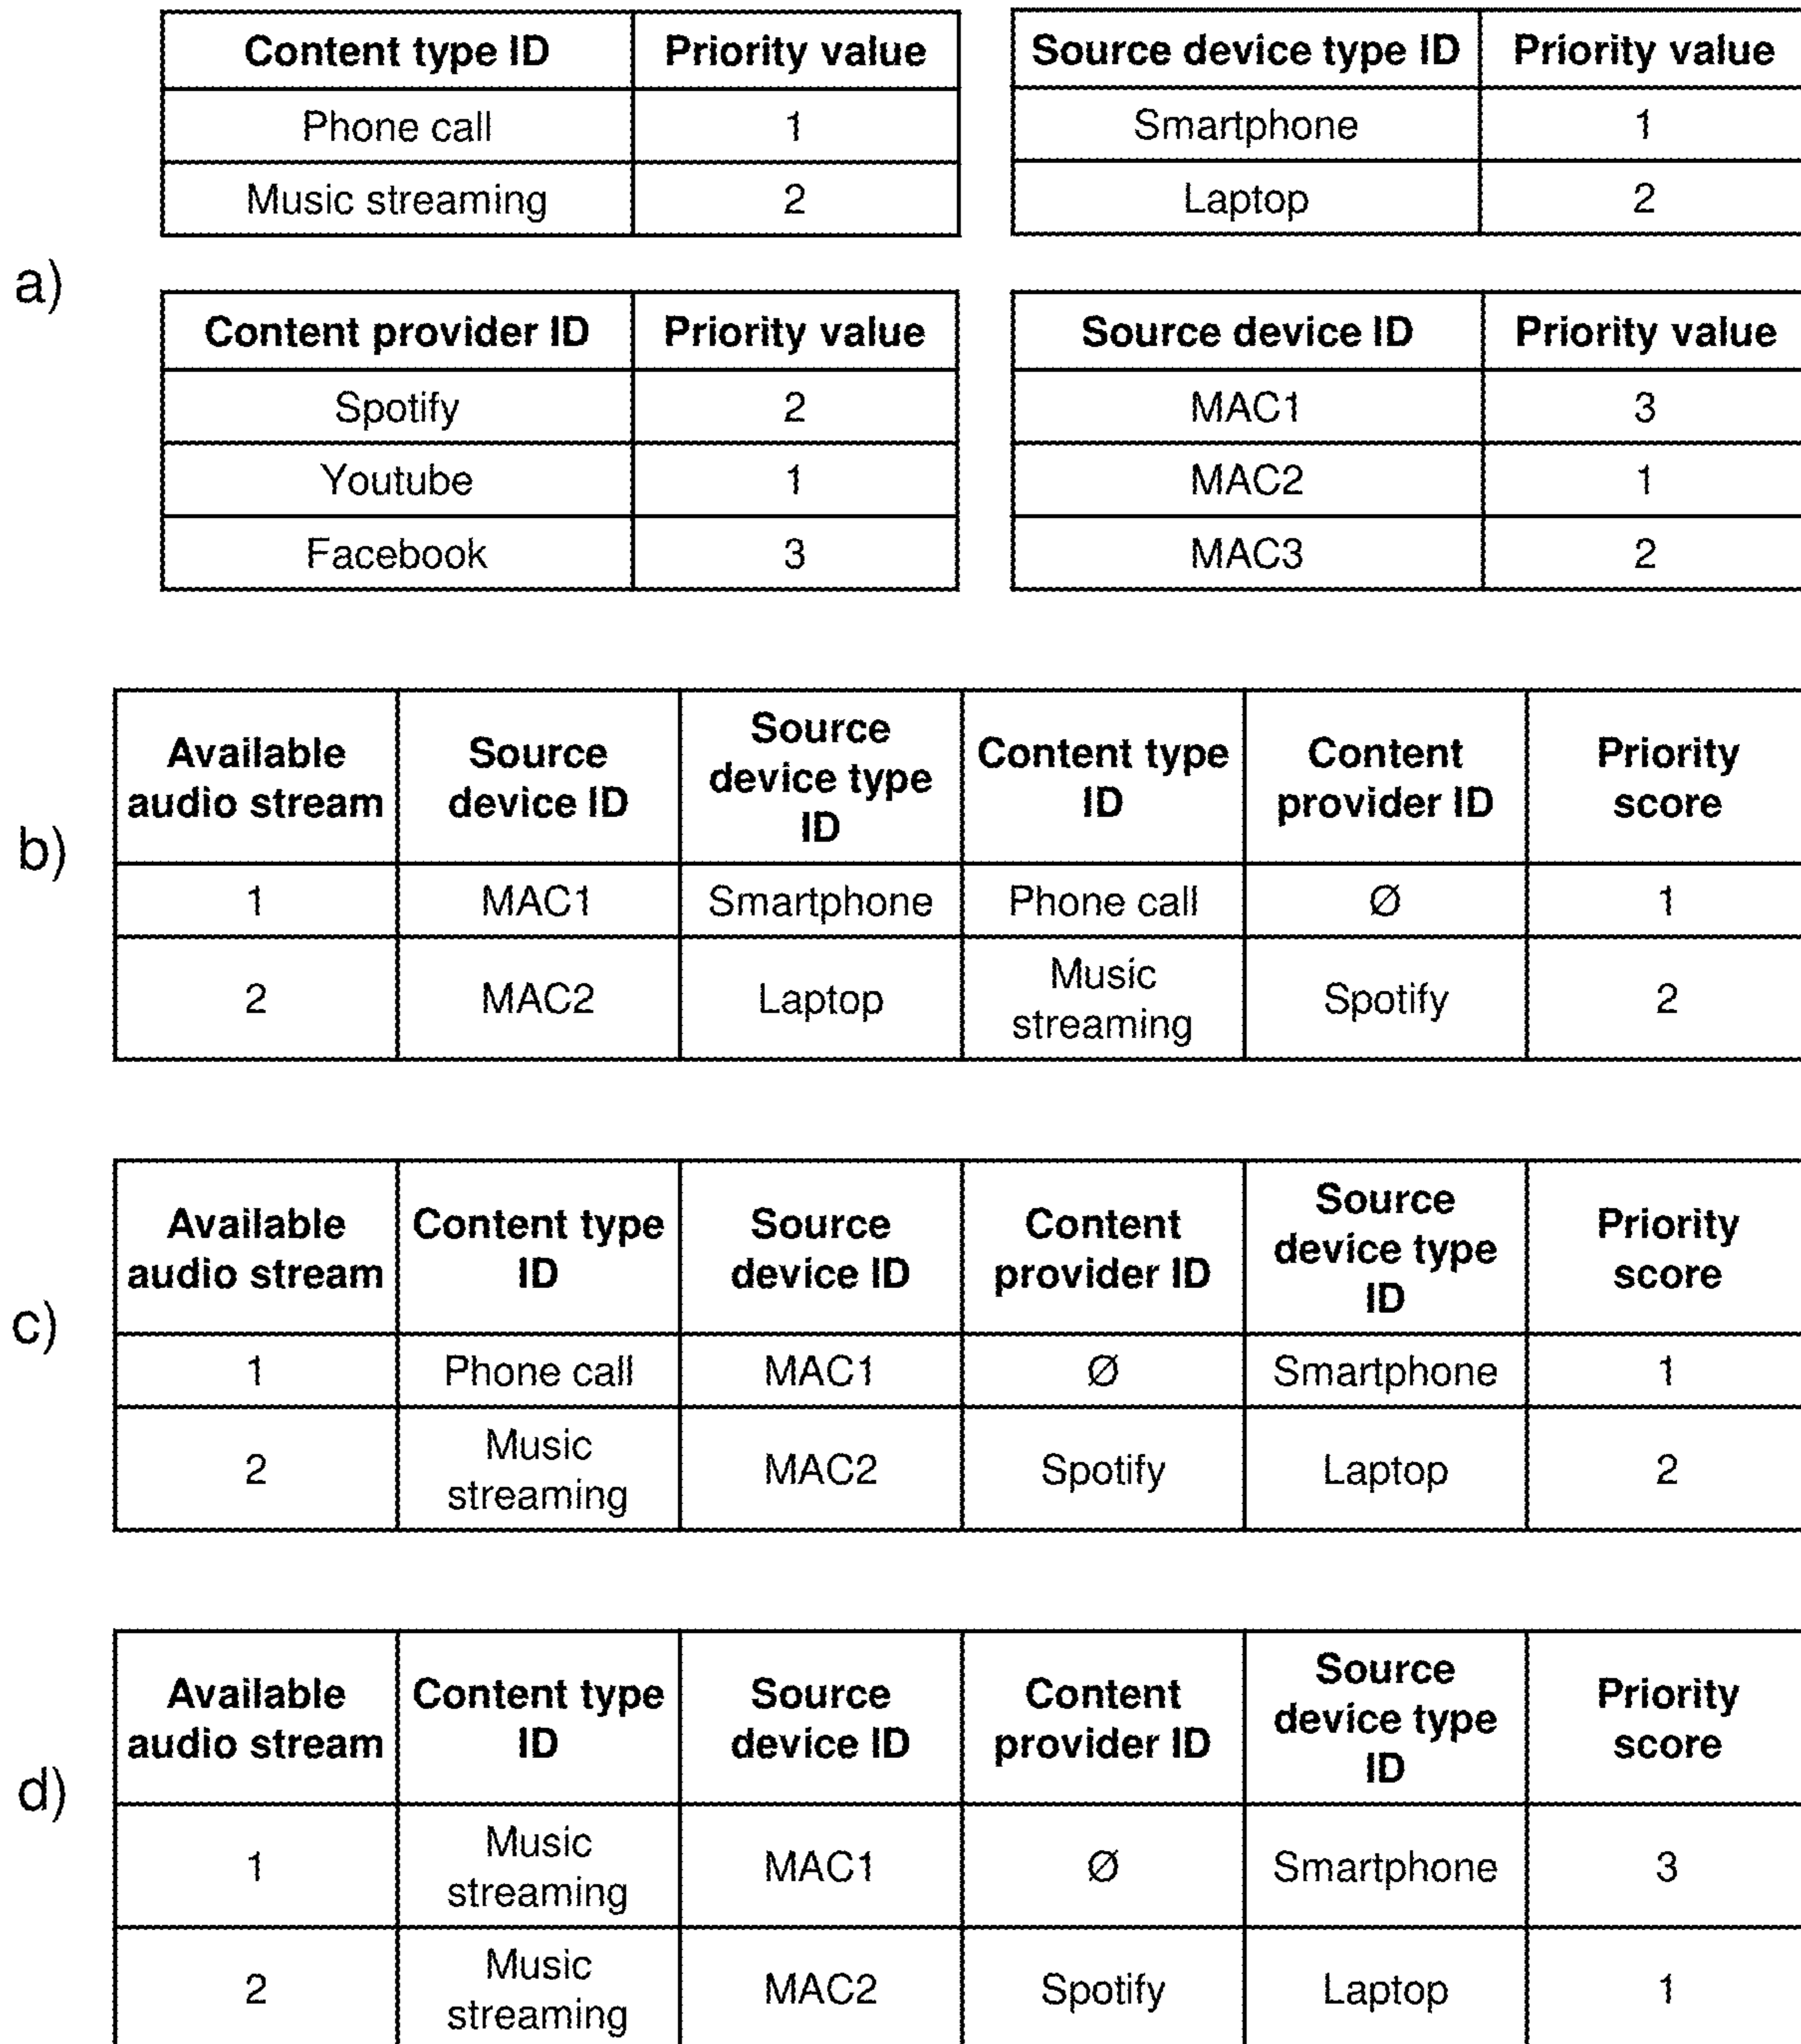 Content type ID Priority value
Phone call 1
Music streaming 2
Source device type ID Priority value
Smartphone 1
Laptop 2
a)
Content provider ID Priority value
Spotify 2
Youtube 1
Facebook 3
Source device ID Priority value
MAC1 3
MAC2 1
MAC3 2
b)
Available
audio stream
Source
device ID
Source
device type
ID
Content type
ID
Content
provider ID
Priority
score
1 MAC1 Smartphone Phone call Ø 1
2 MAC2 Laptop
Music
streaming
Spotify 2
c)
Available
audio stream
Content type
ID
Source
device ID
Content
provider ID
Source
device type
ID
Priority
score
1 Phone call MAC1 Ø Smartphone 1
2
Music
streaming
MAC2 Spotify Laptop 2
d)
Available
audio stream
Content type
ID
Source
device ID
Content
provider ID
Source
device type
ID
Priority
score
1
Music
streaming
MAC1 Ø Smartphone 3
2
Music
streaming
MAC2 Spotify Laptop 1